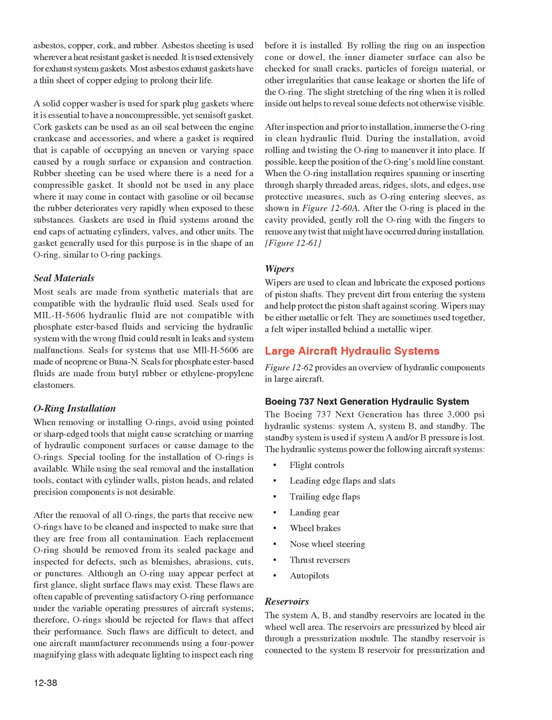 asbestos, copper, cork, and rubber. Asbestos sheeting is used
wherever a heat resistant gasket is needed. It is used extensively
for exhaust system gaskets. Most asbestos exhaust gaskets have
a thin sheet of copper edging to prolong their life.
A solid copper washer is used for spark plug gaskets where
it is essential to have a noncompressible, yet semisoft gasket.
Cork gaskets can be used as an oil seal between the engine
crankcase and accessories, and where a gasket is required
that is capable of occupying an uneven or varying space
caused by a rough surface or expansion and contraction.
Rubber sheeting can be used where there is a need for a
compressible gasket. It should not be used in any place
where it may come in contact with gasoline or oil because
the rubber deteriorates very rapidly when exposed to these
substances. Gaskets are used in fluid systems around the
end caps of actuating cylinders, valves, and other units. The
gasket generally used for this purpose is in the shape of an
O-ring, similar to O-ring packings.
Seal Materials
Most seals are made from synthetic materials that are
compatible with the hydraulic fluid used. Seals used for
MIL-H-5606 hydraulic fluid are not compatible with
phosphate ester-based fluids and servicing the hydraulic
system with the wrong fluid could result in leaks and system
malfunctions. Seals for systems that use MIl-H-5606 are
made of neoprene or Buna-N. Seals for phosphate ester-based
fluids are made from butyl rubber or ethylene-propylene
elastomers.
O-Ring Installation
When removing or installing O-rings, avoid using pointed
or sharp-edged tools that might cause scratching or marring
of hydraulic component surfaces or cause damage to the
O-rings. Special tooling for the installation of O-rings is
available. While using the seal removal and the installation
tools, contact with cylinder walls, piston heads, and related
precision components is not desirable.
After the removal of all O-rings, the parts that receive new
O-rings have to be cleaned and inspected to make sure that
they are free from all contamination. Each replacement
O-ring should be removed from its sealed package and
inspected for defects, such as blemishes, abrasions, cuts,
or punctures. Although an O-ring may appear perfect at
first glance, slight surface flaws may exist. These flaws are
often capable of preventing satisfactory O-ring performance
under the variable operating pressures of aircraft systems;
therefore, O-rings should be rejected for flaws that affect
their performance. Such flaws are difficult to detect, and
one aircraft manufacturer recommends using a four-power
magnifying glass with adequate lighting to inspect each ring
before it is installed. By rolling the ring on an inspection
cone or dowel, the inner diameter surface can also be
checked for small cracks, particles of foreign material, or
other irregularities that cause leakage or shorten the life of
the O-ring. The slight stretching of the ring when it is rolled
inside out helps to reveal some defects not otherwise visible.
After inspection and prior to installation, immerse the O-ring
in clean hydraulic fluid. During the installation, avoid
rolling and twisting the O-ring to maneuver it into place. If
possible, keep the position of the O-ring's mold line constant.
When the O-ring installation requires spanning or inserting
through sharply threaded areas, ridges, slots, and edges, use
protective measures, such as O-ring entering sleeves, as
shown in Figure 12-60A. After the O-ring is placed in the
cavity provided, gently roll the O-ring with the fingers to
remove any twist that might have occurred during installation.
[Figure 12-61]
Wipers
Wipers are used to clean and lubricate the exposed portions
of piston shafts. They prevent dirt from entering the system
and help protect the piston shaft against scoring. Wipers may
be either metallic or felt. They are sometimes used together,
a felt wiper installed behind a metallic wiper.
Large Aircraft Hydraulic Systems
Figure 12-62 provides an overview of hydraulic components
in large aircraft.
Boeing 737 Next Generation Hydraulic System
The Boeing 737 Next Generation has three 3,000 psi
hydraulic systems: system A, system B, and standby. The
standby system is used if system A and/or B pressure is lost.
The hydraulic systems power the following aircraft systems:
• Flight controls
• Leading edge flaps and slats
• Trailing edge flaps
• Landing gear
• Wheel brakes
• Nose wheel steering
• Thrust reversers
• Autopilots
Reservoirs
The system A, B, and standby reservoirs are located in the
wheel well area. The reservoirs are pressurized by bleed air
through a pressurization module. The standby reservoir is
connected to the system B reservoir for pressurization and
12-38